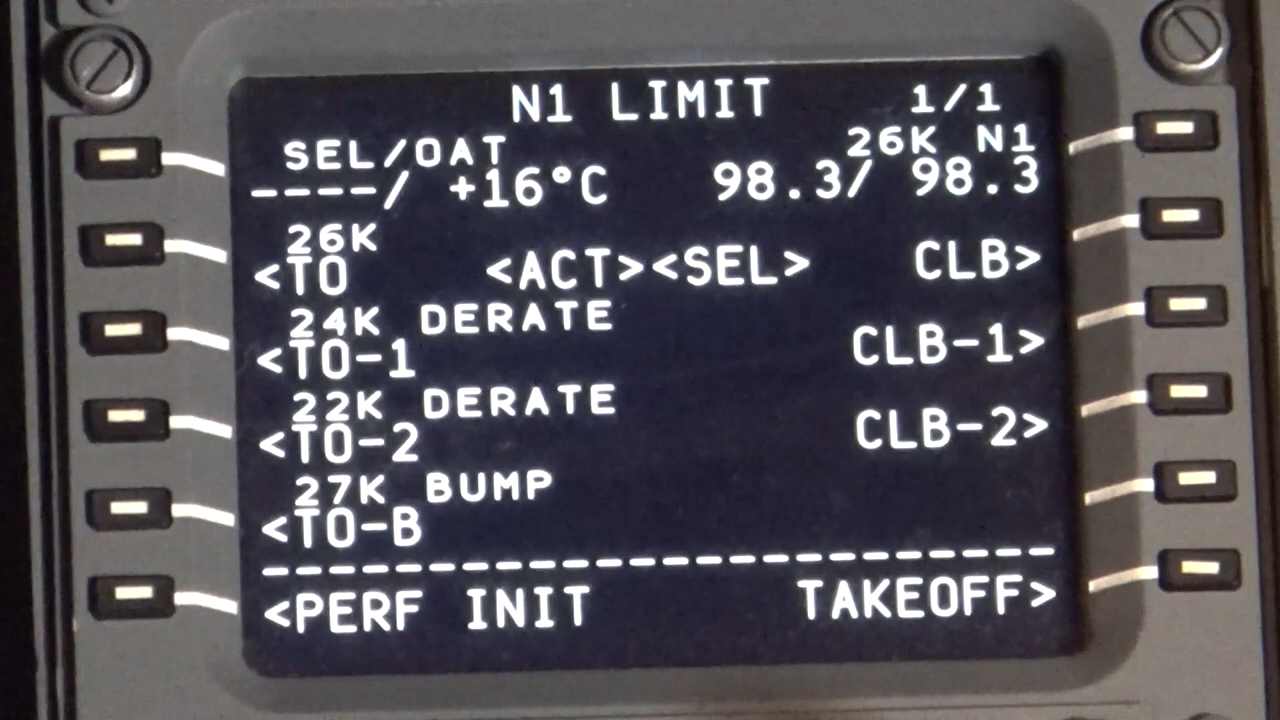 N1 LIMIT 1/1
SEL/OAT 26K N1
----/ +16°C 98.3/ 98.3
26K
<TO <ACT><SEL> CLB>
24K DERATE
<TO-1 CLB-1>
22K DERATE
<TO-2 CLB-2>
27K BUMP
<TO-B
------------------------
<PERF INIT TAKEOFF>